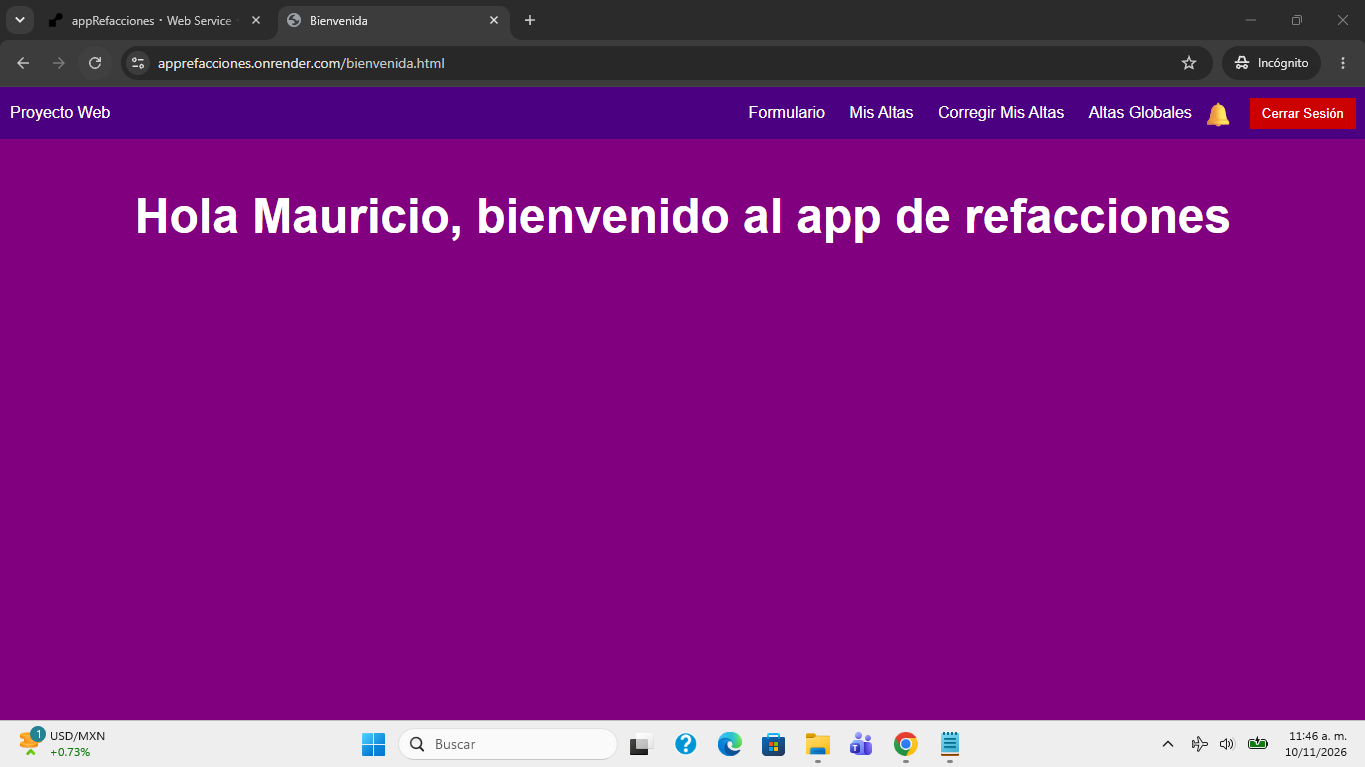 appRefacciones · Web Service
Bienvenida
apprefacciones.onrender.com/bienvenida.html
Incógnito
Proyecto Web
Formulario
Mis Altas
Corregir Mis Altas
Altas Globales
Cerrar Sesión
Hola Mauricio, bienvenido al app de refacciones
1
USD/MXN
+0.73%
Buscar
11:46 a. m.
10/11/2026